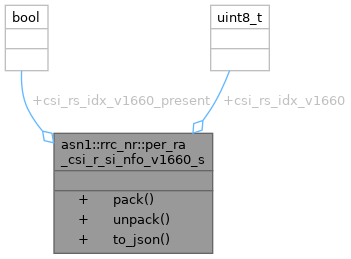 bool
uint8_t
+csi_rs_idx_v1660_present
+csi_rs_idx_v1660
asn1::rrc_nr::per_ra
_csi_r_si_nfo_v1660_s
+ pack()
+ unpack()
+ to_json()